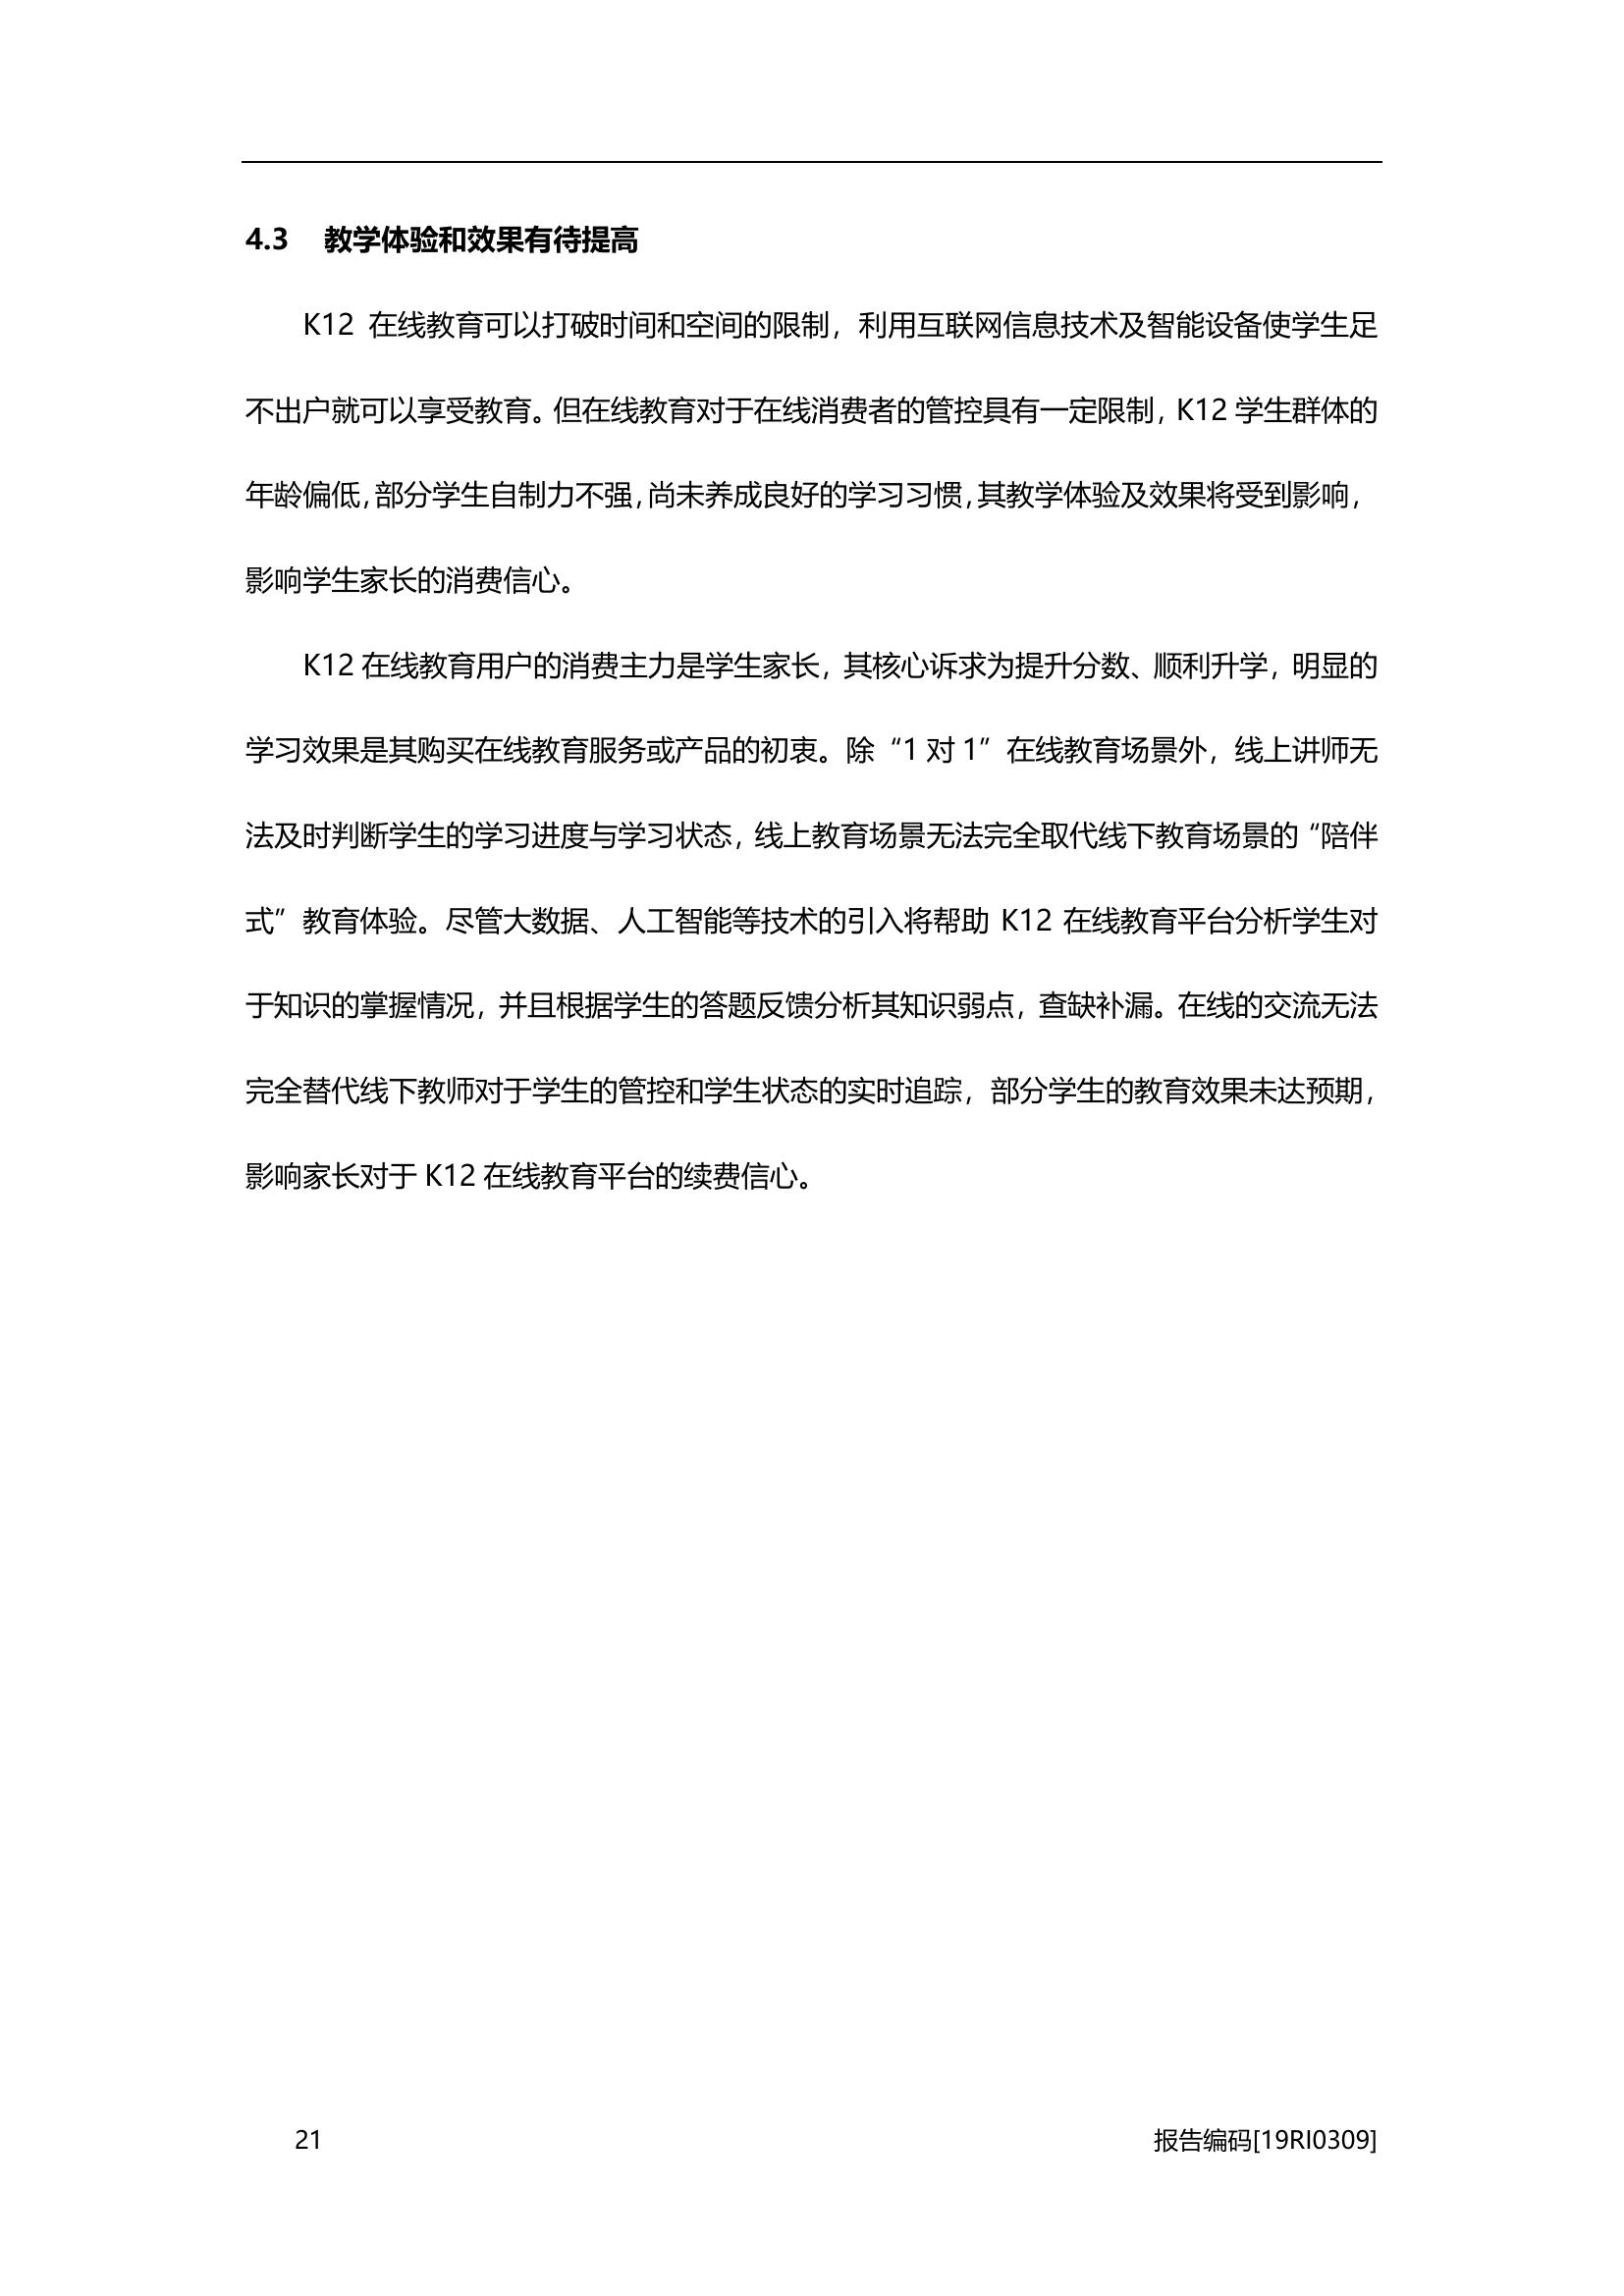 4.3 教学体验和效果有待提高
K12 在线教育可以打破时间和空间的限制，利用互联网信息技术及智能设备使学生足
不出户就可以享受教育。但在线教育对于在线消费者的管控具有一定限制，K12 学生群体的
年龄偏低，部分学生自制力不强，尚未养成良好的学习习惯，其教学体验及效果将受到影响，
影响学生家长的消费信心。
K12 在线教育用户的消费主力是学生家长，其核心诉求为提升分数、顺利升学，明显的
学习效果是其购买在线教育服务或产品的初衷。除“1 对 1”在线教育场景外，线上讲师无
法及时判断学生的学习进度与学习状态，线上教育场景无法完全取代线下教育场景的“陪伴
式”教育体验。尽管大数据、人工智能等技术的引入将帮助 K12 在线教育平台分析学生对
于知识的掌握情况，并且根据学生的答题反馈分析其知识弱点，查缺补漏。在线的交流无法
完全替代线下教师对于学生的管控和学生状态的实时追踪，部分学生的教育效果未达预期，
影响家长对于 K12 在线教育平台的续费信心。
21
报告编码[19RI0309]